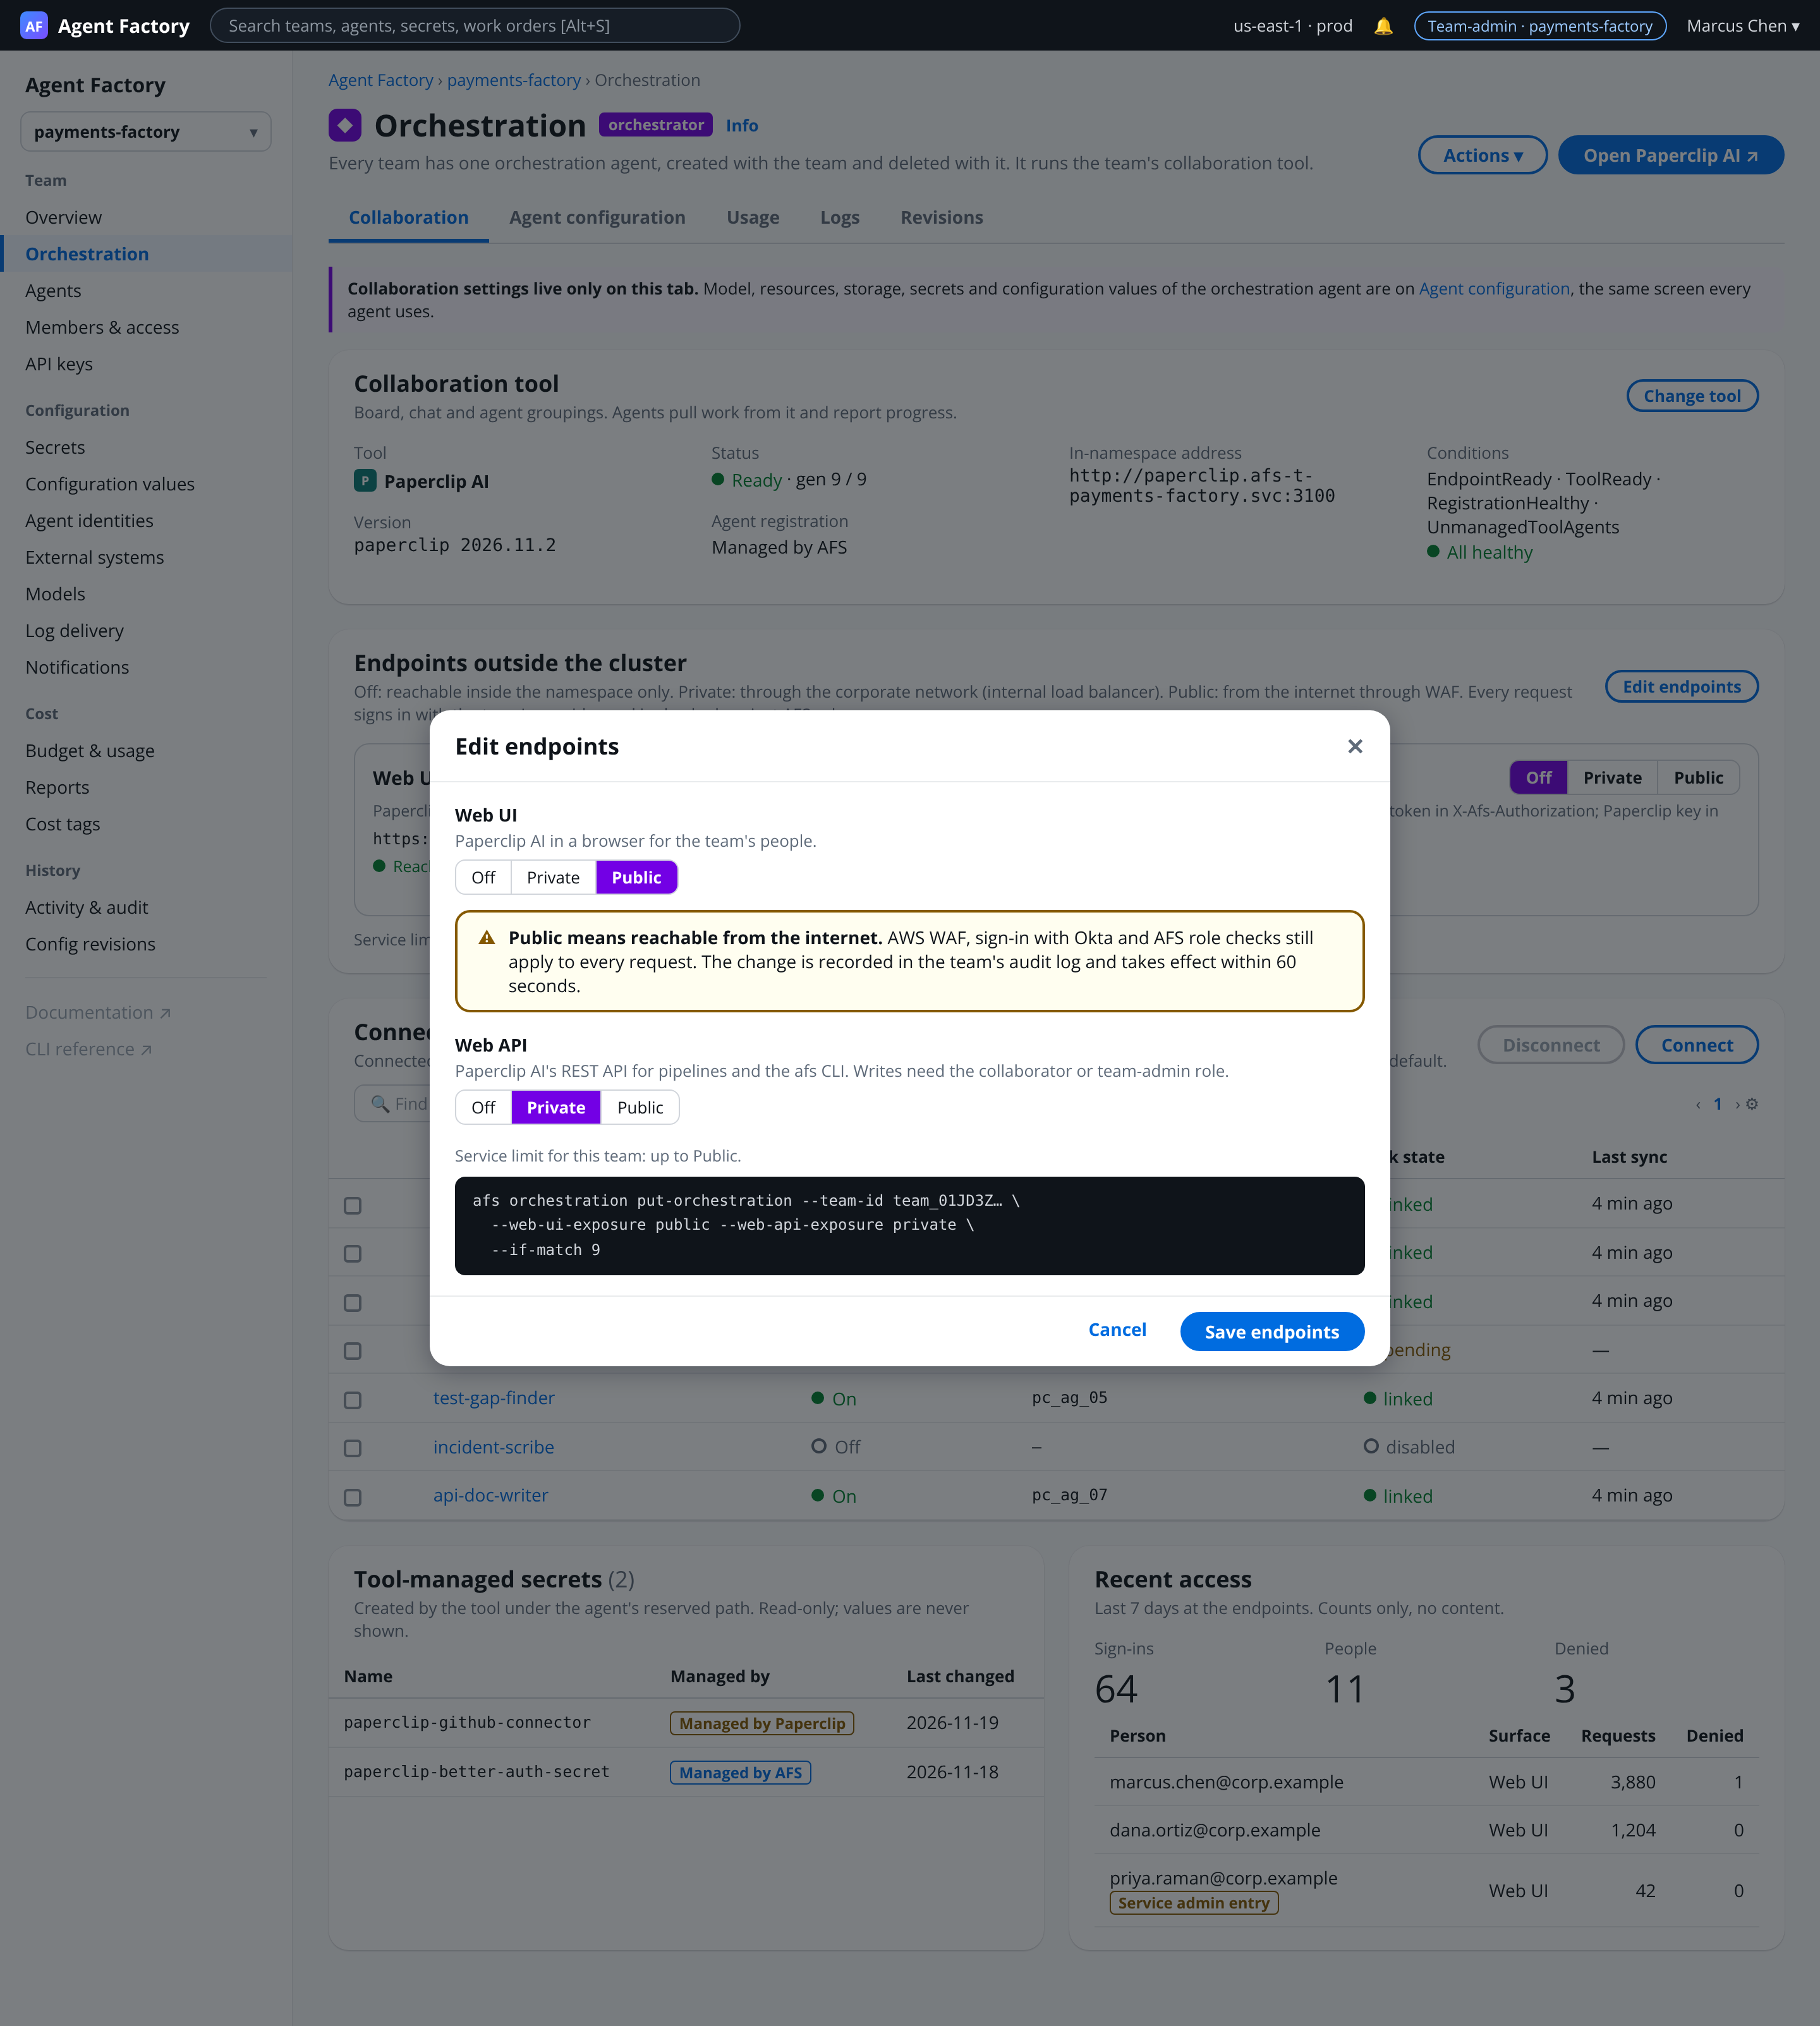 AF Agent Factory
Search teams, agents, secrets, work orders [Alt+S]
us-east-1 · prod
Team-admin · payments-factory
Marcus Chen ▾
Agent Factory
payments-factory ▾
Team
Overview
Orchestration
Agents
Members & access
API keys
Configuration
Secrets
Configuration values
Agent identities
External systems
Models
Log delivery
Notifications
Cost
Budget & usage
Reports
Cost tags
History
Activity & audit
Config revisions
Documentation ↗
CLI reference ↗
Agent Factory › payments-factory › Orchestration
Orchestration orchestrator Info
Every team has one orchestration agent, created with the team and deleted with it. It runs the team's collaboration tool.
Actions ▾
Open Paperclip AI ↗
Collaboration Agent configuration Usage Logs Revisions
Collaboration settings live only on this tab. Model, resources, storage, secrets and configuration values of the orchestration agent are on Agent configuration, the same screen every
agent uses.
Collaboration tool
Board, chat and agent groupings. Agents pull work from it and report progress.
Change tool
Tool
P Paperclip AI
Version
paperclip 2026.11.2
Status
Ready · gen 9 / 9
Agent registration
Managed by AFS
In-namespace address
http://paperclip.afs-t-
payments-factory.svc:3100
Conditions
EndpointReady · ToolReady ·
RegistrationHealthy ·
UnmanagedToolAgents
All healthy
Endpoints outside the cluster
Off: reachable inside the namespace only. Private: through the corporate network (internal load balancer). Public: from the internet through WAF. Every request
signs in
Edit endpoints
Web U
Papercl
https:
Reac
Off Private Public
token in X-Afs-Authorization; Paperclip key in
Service lim
Edit endpoints ✕
Web UI
Paperclip AI in a browser for the team's people.
Off Private Public
Public means reachable from the internet. AWS WAF, sign-in with Okta and AFS role checks still
apply to every request. The change is recorded in the team's audit log and takes effect within 60
seconds.
Web API
Paperclip AI's REST API for pipelines and the afs CLI. Writes need the collaborator or team-admin role.
Off Private Public
Service limit for this team: up to Public.
afs orchestration put-orchestration --team-id team_01JD3Z… \
--web-ui-exposure public --web-api-exposure private \
--if-match 9
Cancel
Save endpoints
Conne
Connected
default.
Disconnect
Connect
Find
‹ 1 ›
k state Last sync
inked 4 min ago
inked 4 min ago
inked 4 min ago
pending —
test-gap-finder On pc_ag_05 linked 4 min ago
incident-scribe Off — disabled —
api-doc-writer On pc_ag_07 linked 4 min ago
Tool-managed secrets (2)
Created by the tool under the agent's reserved path. Read-only; values are never
shown.
Name Managed by Last changed
paperclip-github-connector Managed by Paperclip 2026-11-19
paperclip-better-auth-secret Managed by AFS 2026-11-18
Recent access
Last 7 days at the endpoints. Counts only, no content.
Sign-ins People Denied
64 11 3
Person Surface Requests Denied
marcus.chen@corp.example Web UI 3,880 1
dana.ortiz@corp.example Web UI 1,204 0
priya.raman@corp.example
Service admin entry
Web UI 42 0